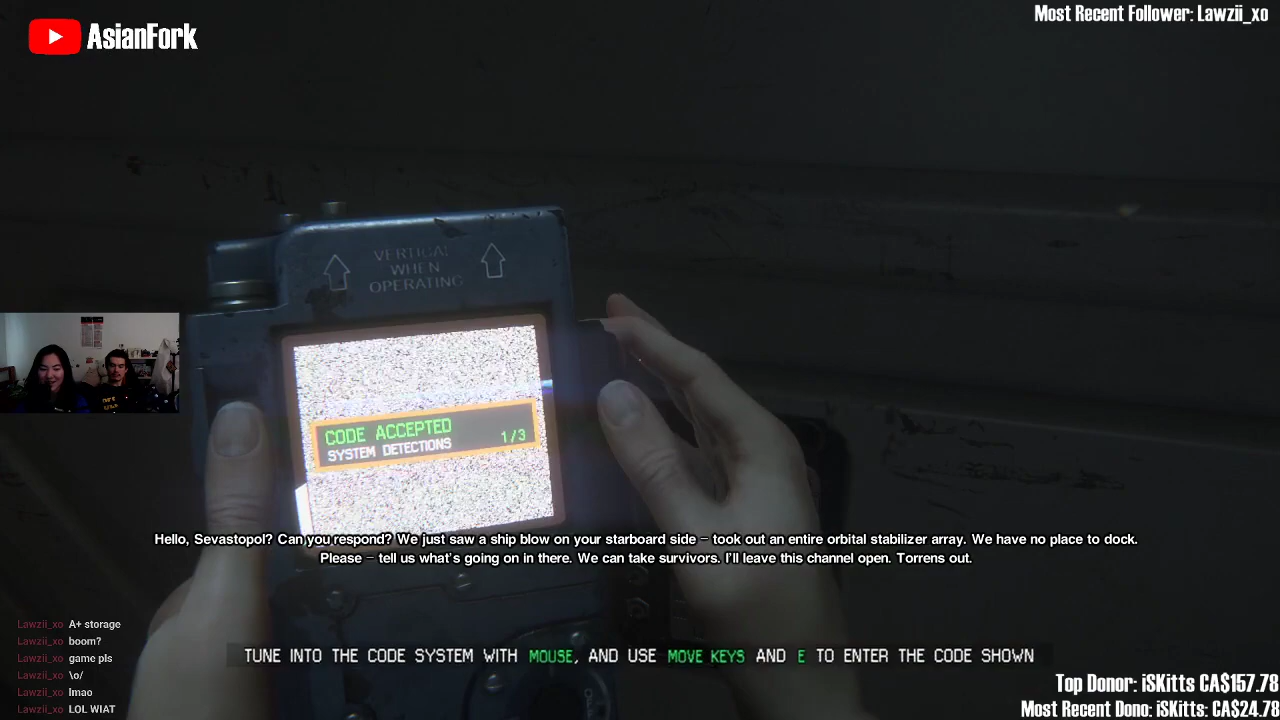 AsianFork
Most Recent Follower: Lawzii_xo
VERTICAL
WHEN
OPERATING
CODE ACCEPTED
SYSTEM DETECTIONS 1/3
Hello, Sevastopol? Can you respond? We just saw a ship blow on your starboard side – took out an entire orbital stabilizer array. We have no place to dock.
Please – tell us what's going on in there. We can take survivors. I'll leave this channel open. Torrens out.
Lawzii_xo A+ storage
Lawzii_xo boom?
Lawzii_xo game pls
Lawzii_xo \o/
Lawzii_xo lmao
Lawzii_xo LOL WIAT
TUNE INTO THE CODE SYSTEM WITH MOUSE, AND USE MOVE KEYS AND E TO ENTER THE CODE SHOWN
Top Donor: iSKitts CA$157.78
Most Recent Dono: iSKitts: CA$24.78